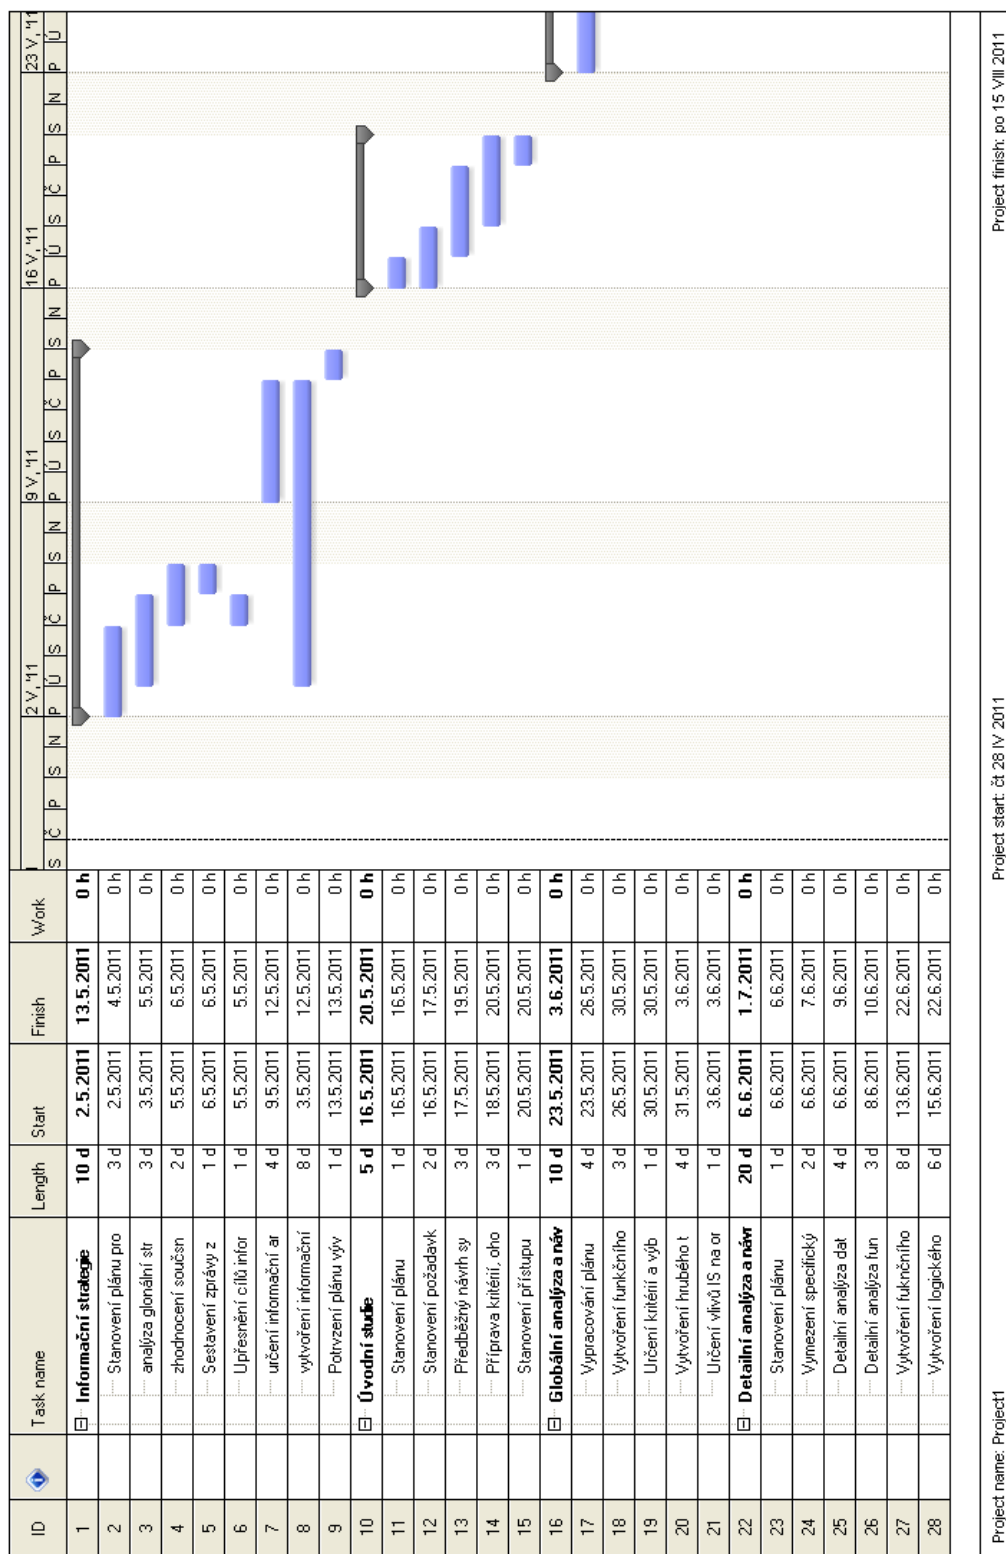 ID Task name Length Start Finish Work 2 V, '11 9 V, '11 16 V, '11 23 V, '11
S Č P S N P Ú S Č P S N P Ú S Č P S N P Ú S Č P S N P Ú
1 Informační strategie 10 d 2.5.2011 13.5.2011 0 h
2 Stanovení plánu pro 3 d 2.5.2011 4.5.2011 0 h
3 analýza glonální str 3 d 3.5.2011 5.5.2011 0 h
4 zhodnocení součsn 2 d 5.5.2011 6.5.2011 0 h
5 Sestavení zprávy z 1 d 6.5.2011 6.5.2011 0 h
6 Upřesnění cílů infor 1 d 5.5.2011 5.5.2011 0 h
7 určení informační ar 4 d 9.5.2011 12.5.2011 0 h
8 vytvoření informační 8 d 3.5.2011 12.5.2011 0 h
9 Potvrzení plánu výv 1 d 13.5.2011 13.5.2011 0 h
10 Úvodní studie 5 d 16.5.2011 20.5.2011 0 h
11 Stanovení plánu 1 d 16.5.2011 16.5.2011 0 h
12 Stanovení požadavk 2 d 16.5.2011 17.5.2011 0 h
13 Předběžný návrh sy 3 d 17.5.2011 19.5.2011 0 h
14 Příprava kritérií, oho 3 d 18.5.2011 20.5.2011 0 h
15 Stanovení přístupu 1 d 20.5.2011 20.5.2011 0 h
16 Globální analýza a náv 10 d 23.5.2011 3.6.2011 0 h
17 Vypracování plánu 4 d 23.5.2011 26.5.2011 0 h
18 Vytvoření funkčního 3 d 26.5.2011 30.5.2011 0 h
19 Určení kritérií a výb 1 d 30.5.2011 30.5.2011 0 h
20 Vytvoření hrubého t 4 d 31.5.2011 3.6.2011 0 h
21 Určení vlivů IS na or 1 d 3.6.2011 3.6.2011 0 h
22 Detailní analýza a návr 20 d 6.6.2011 1.7.2011 0 h
23 Stanovení plánu 1 d 6.6.2011 6.6.2011 0 h
24 Vymezení specifický 2 d 6.6.2011 7.6.2011 0 h
25 Detailní analýza dat 4 d 6.6.2011 9.6.2011 0 h
26 Detailní analýza fun 3 d 8.6.2011 10.6.2011 0 h
27 Vytvoření fuknčního 8 d 13.6.2011 22.6.2011 0 h
28 Vytvoření logického 6 d 15.6.2011 22.6.2011 0 h
Project name: Project1 Project start: čt 28 IV 2011 Project finish: po 15 VIII 2011